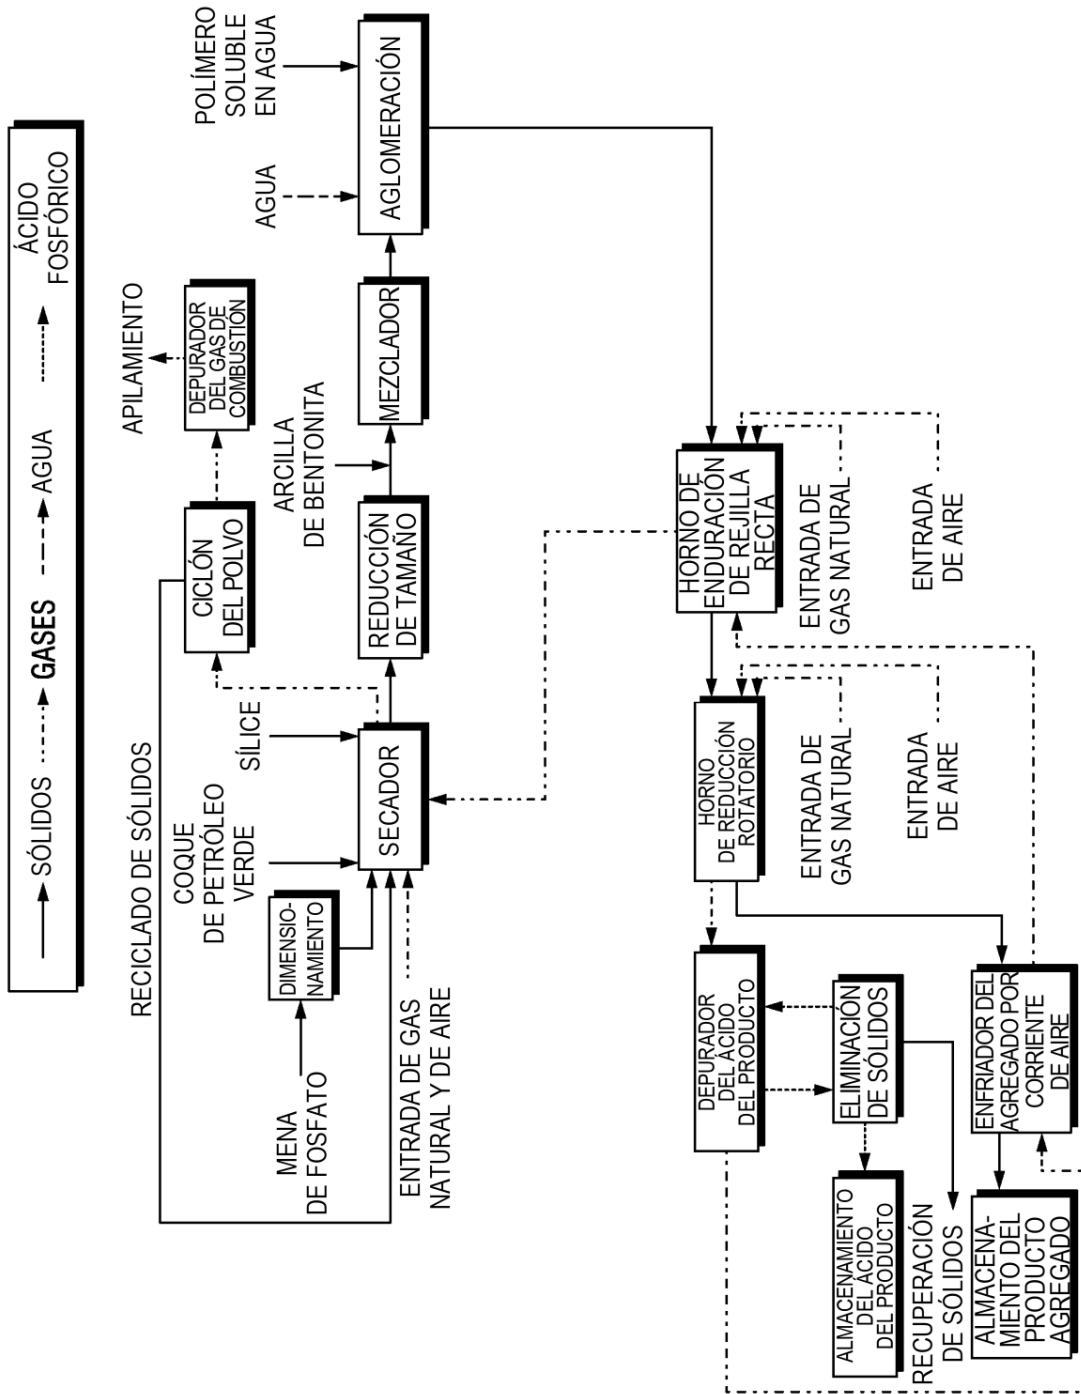 SÓLIDOS
GASES
AGUA
ÁCIDO
FOSFÓRICO
RECICLADO DE SÓLIDOS
MENA
DE FOSFATO
DIMENSIO-
NAMIENTO
COQUE
DE PETRÓLEO
VERDE
SÍLICE
ENTRADA DE GAS
NATURAL Y DE AIRE
SECADOR
CICLÓN
DEL POLVO
DEPURADOR
DEL GAS DE
COMBUSTIÓN
APILAMIENTO
REDUCCIÓN
DE TAMAÑO
ARCILLA
DE BENTONITA
MEZCLADOR
AGUA
POLÍMERO
SOLUBLE
EN AGUA
AGLOMERACIÓN
HORNO DE
ENDURACIÓN
DE REJILLA
RECTA
ENTRADA DE
GAS NATURAL
ENTRADA
DE AIRE
HORNO
DE REDUCCIÓN
ROTATORIO
ENTRADA DE
GAS NATURAL
ENTRADA
DE AIRE
DEPURADOR
DEL ÁCIDO
DEL PRODUCTO
ELIMINACIÓN
DE SÓLIDOS
ALMACENAMIENTO
DEL ÁCIDO
DEL PRODUCTO
RECUPERACIÓN
DE SÓLIDOS
ENFRIADOR DEL
AGREGADO POR
CORRIENTE
DE AIRE
ALMACENA-
MIENTO DEL
PRODUCTO
AGREGADO